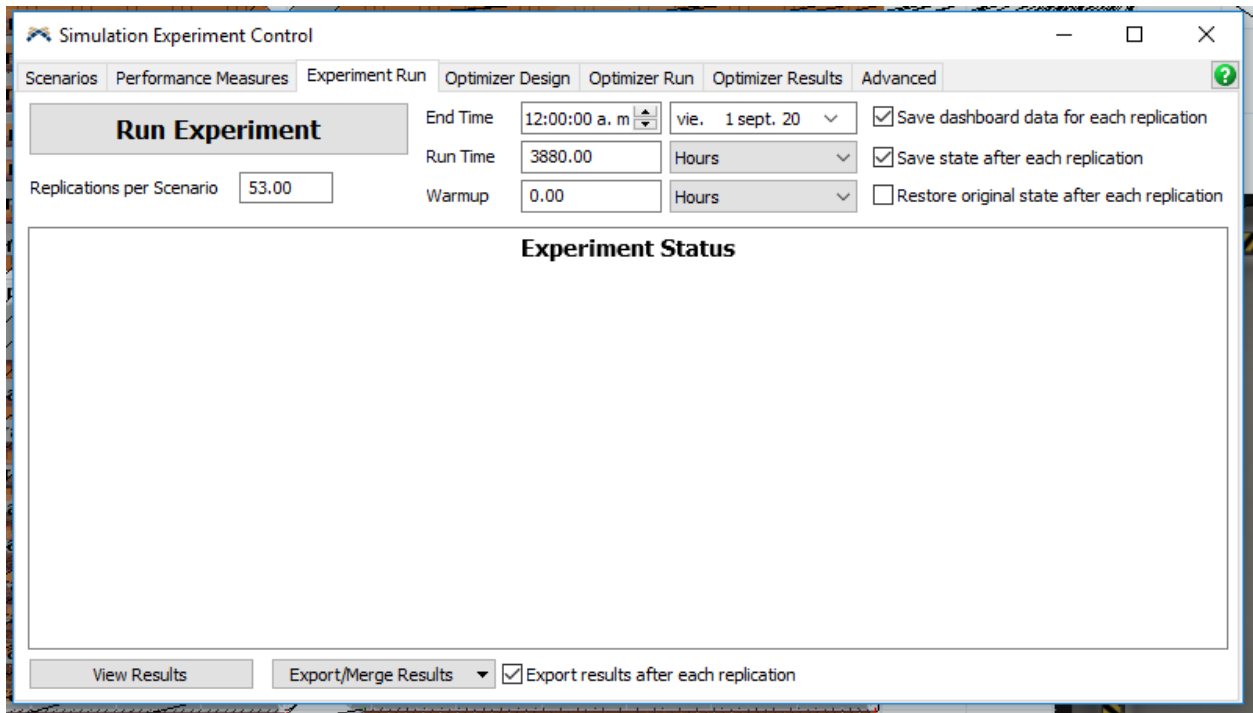 Simulation Experiment Control
Scenarios Performance Measures Experiment Run Optimizer Design Optimizer Run Optimizer Results Advanced
Run Experiment
End Time 12:00:00 a. m vie. 1 sept. 20 Save dashboard data for each replication
Run Time 3880.00 Hours Save state after each replication
Replications per Scenario 53.00
Warmup 0.00 Hours Restore original state after each replication
Experiment Status
View Results Export/Merge Results Export results after each replication